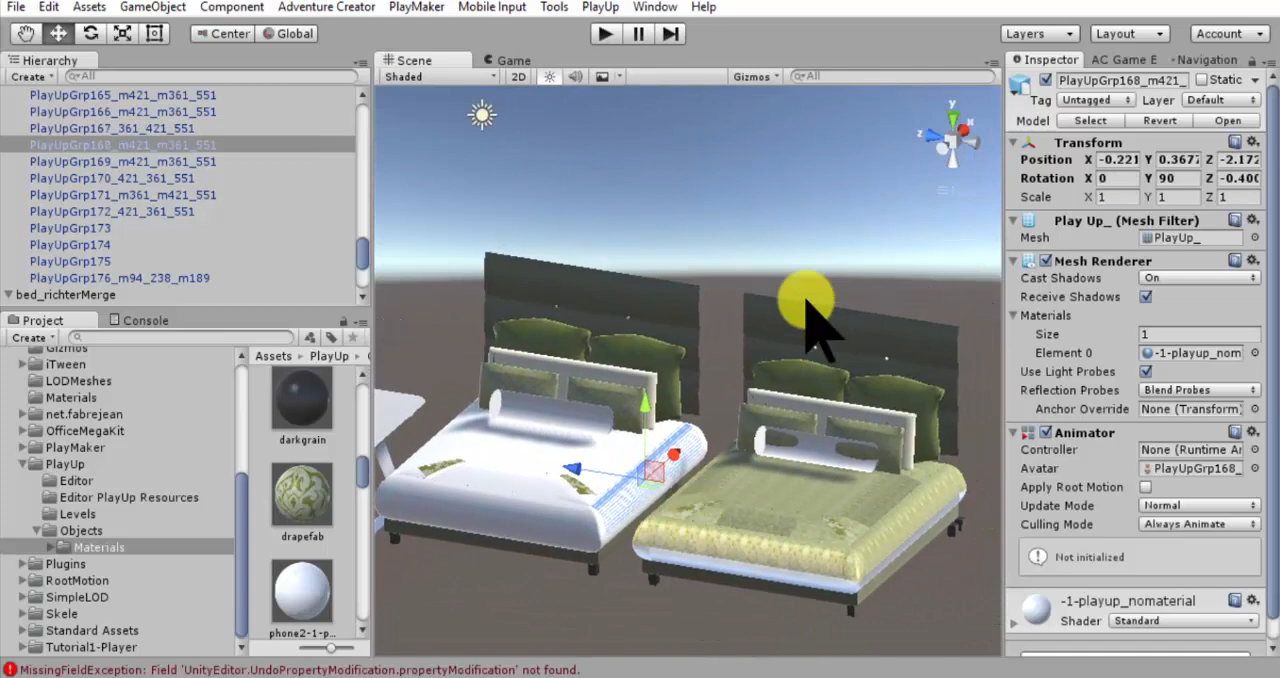 File Edit Assets GameObject Component Adventure Creator PlayMaker Mobile Input Tools PlayUp Window Help
Center Global Layers Layout Account
Hierarchy
Create All
PlayUpGrp165_m421_m361_551
PlayUpGrp166_m421_m361_551
PlayUpGrp167_361_421_551
PlayUpGrp168_m421_m361_551
PlayUpGrp169_m421_m361_551
PlayUpGrp170_421_361_551
PlayUpGrp171_m361_m421_551
PlayUpGrp172_421_361_551
PlayUpGrp173
PlayUpGrp174
PlayUpGrp175
PlayUpGrp176_m94_238_m189
bed_richterMerge
Project Console
Create
Gizmos
iTween
LODMeshes
Materials
net.fabrejean
OfficeMegaKit
PlayMaker
PlayUp
Editor
Editor PlayUp Resources
Levels
Objects
Materials
Plugins
RootMotion
SimpleLOD
Skele
Standard Assets
Tutorial1-Player
Assets PlayUp
darkgrain
drapefab
phone2-1-p...
Scene Game
Shaded 2D Gizmos All
y
x
z
Inspector AC Game E Navigation
PlayUpGrp168_m421_ Static
Tag Untagged Layer Default
Model Select Revert Open
Transform
Position X -0.221 Y 0.3677 Z -2.172
Rotation X 0 Y 90 Z -0.400
Scale X 1 Y 1 Z 1
Play Up_ (Mesh Filter)
Mesh PlayUp_
Mesh Renderer
Cast Shadows On
Receive Shadows
Materials
Size 1
Element 0 -1-playup_nom
Use Light Probes
Reflection Probes Blend Probes
Anchor Override None (Transform)
Animator
Controller None (Runtime Ar
Avatar PlayUpGrp168_
Apply Root Motion
Update Mode Normal
Culling Mode Always Animate
Not initialized
-1-playup_nomaterial
Shader Standard
MissingFieldException: Field 'UnityEditor.UndoPropertyModification.propertyModification' not found.